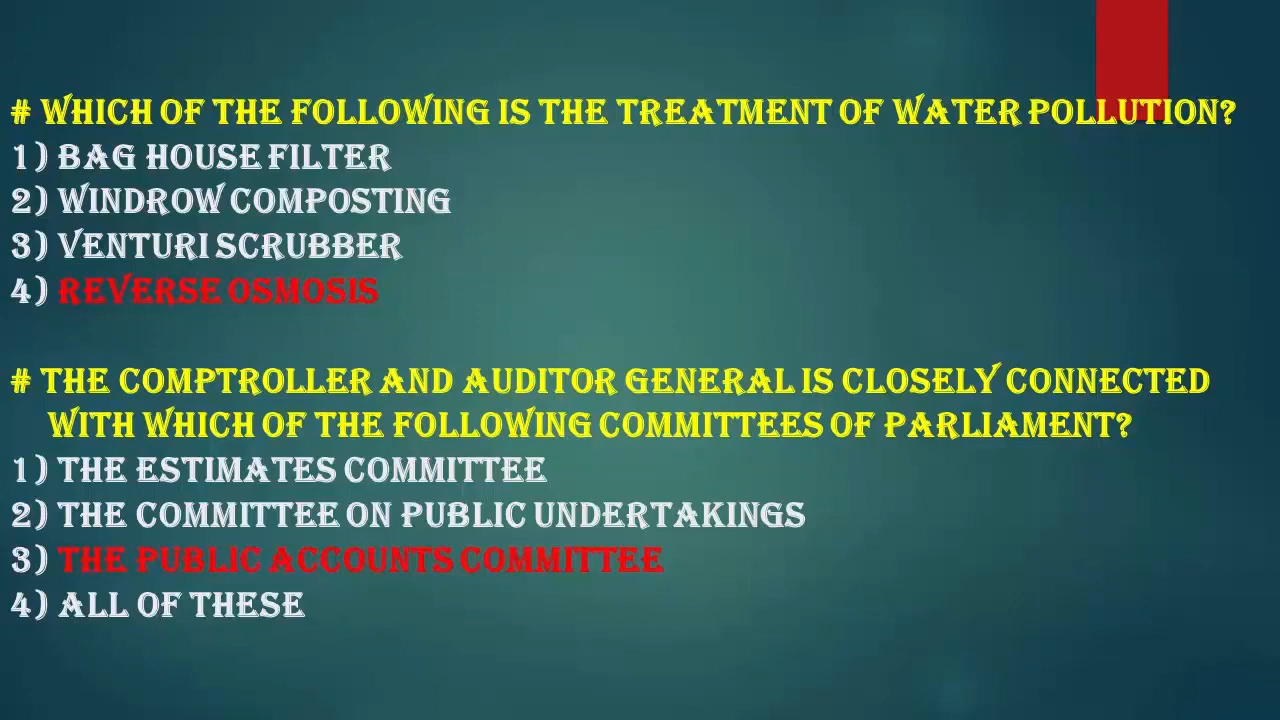 # WHICH OF THE FOLLOWING IS THE TREATMENT OF WATER POLLUTION?
1) BAG HOUSE FILTER
2) WINDROW COMPOSTING
3) VENTURI SCRUBBER
4) REVERSE OSMOSIS
# THE COMPTROLLER AND AUDITOR GENERAL IS CLOSELY CONNECTED
WITH WHICH OF THE FOLLOWING COMMITTEES OF PARLIAMENT?
1) THE ESTIMATES COMMITTEE
2) THE COMMITTEE ON PUBLIC UNDERTAKINGS
3) THE PUBLIC ACCOUNTS COMMITTEE
4) ALL OF THESE